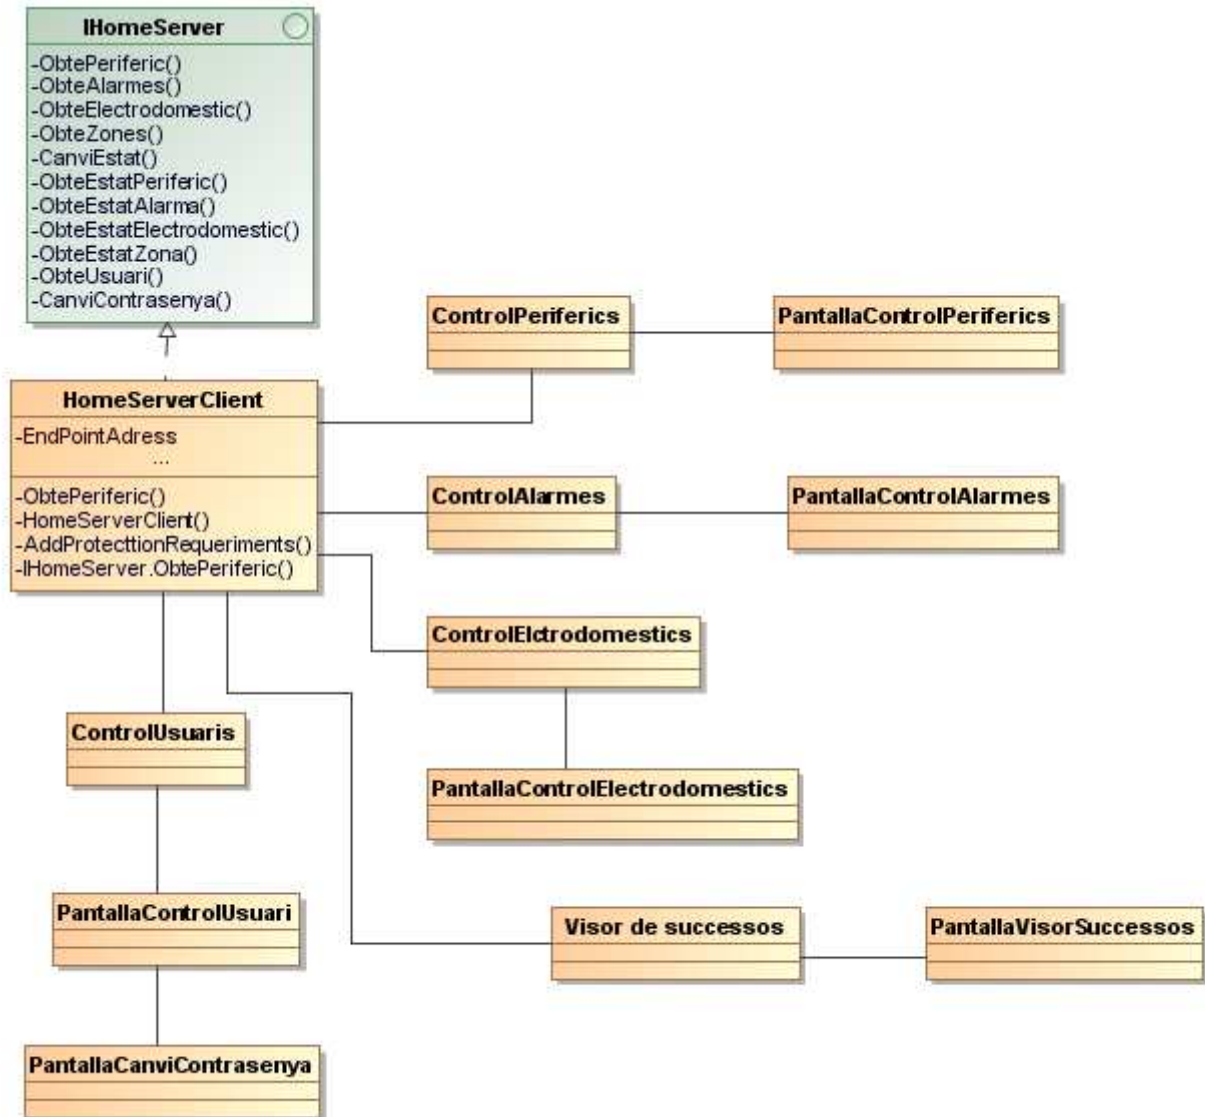 IHomeServer
-ObtePeriferic()
-ObteAlarmes()
-ObteElectrodomestic()
-ObteZones()
-CanviEstat()
-ObteEstatPeriferic()
-ObteEstatAlarma()
-ObteEstatElectrodomestic()
-ObteEstatZona()
-ObteUsuari()
-CanviContrasenya()
HomeServerClient
-EndPointAdress
...
-ObtePeriferic()
-HomeServerClient()
-AddProtecttionRequeriments()
-IHomeServer.ObtePeriferic()
ControlPeriferics
PantallaControlPeriferics
ControlAlarmes
PantallaControlAlarmes
ControlElctrodomestics
PantallaControlElectrodomestics
ControlUsuaris
PantallaControlUsuari
PantallaCanviContrasenya
Visor de successos
PantallaVisorSuccessos